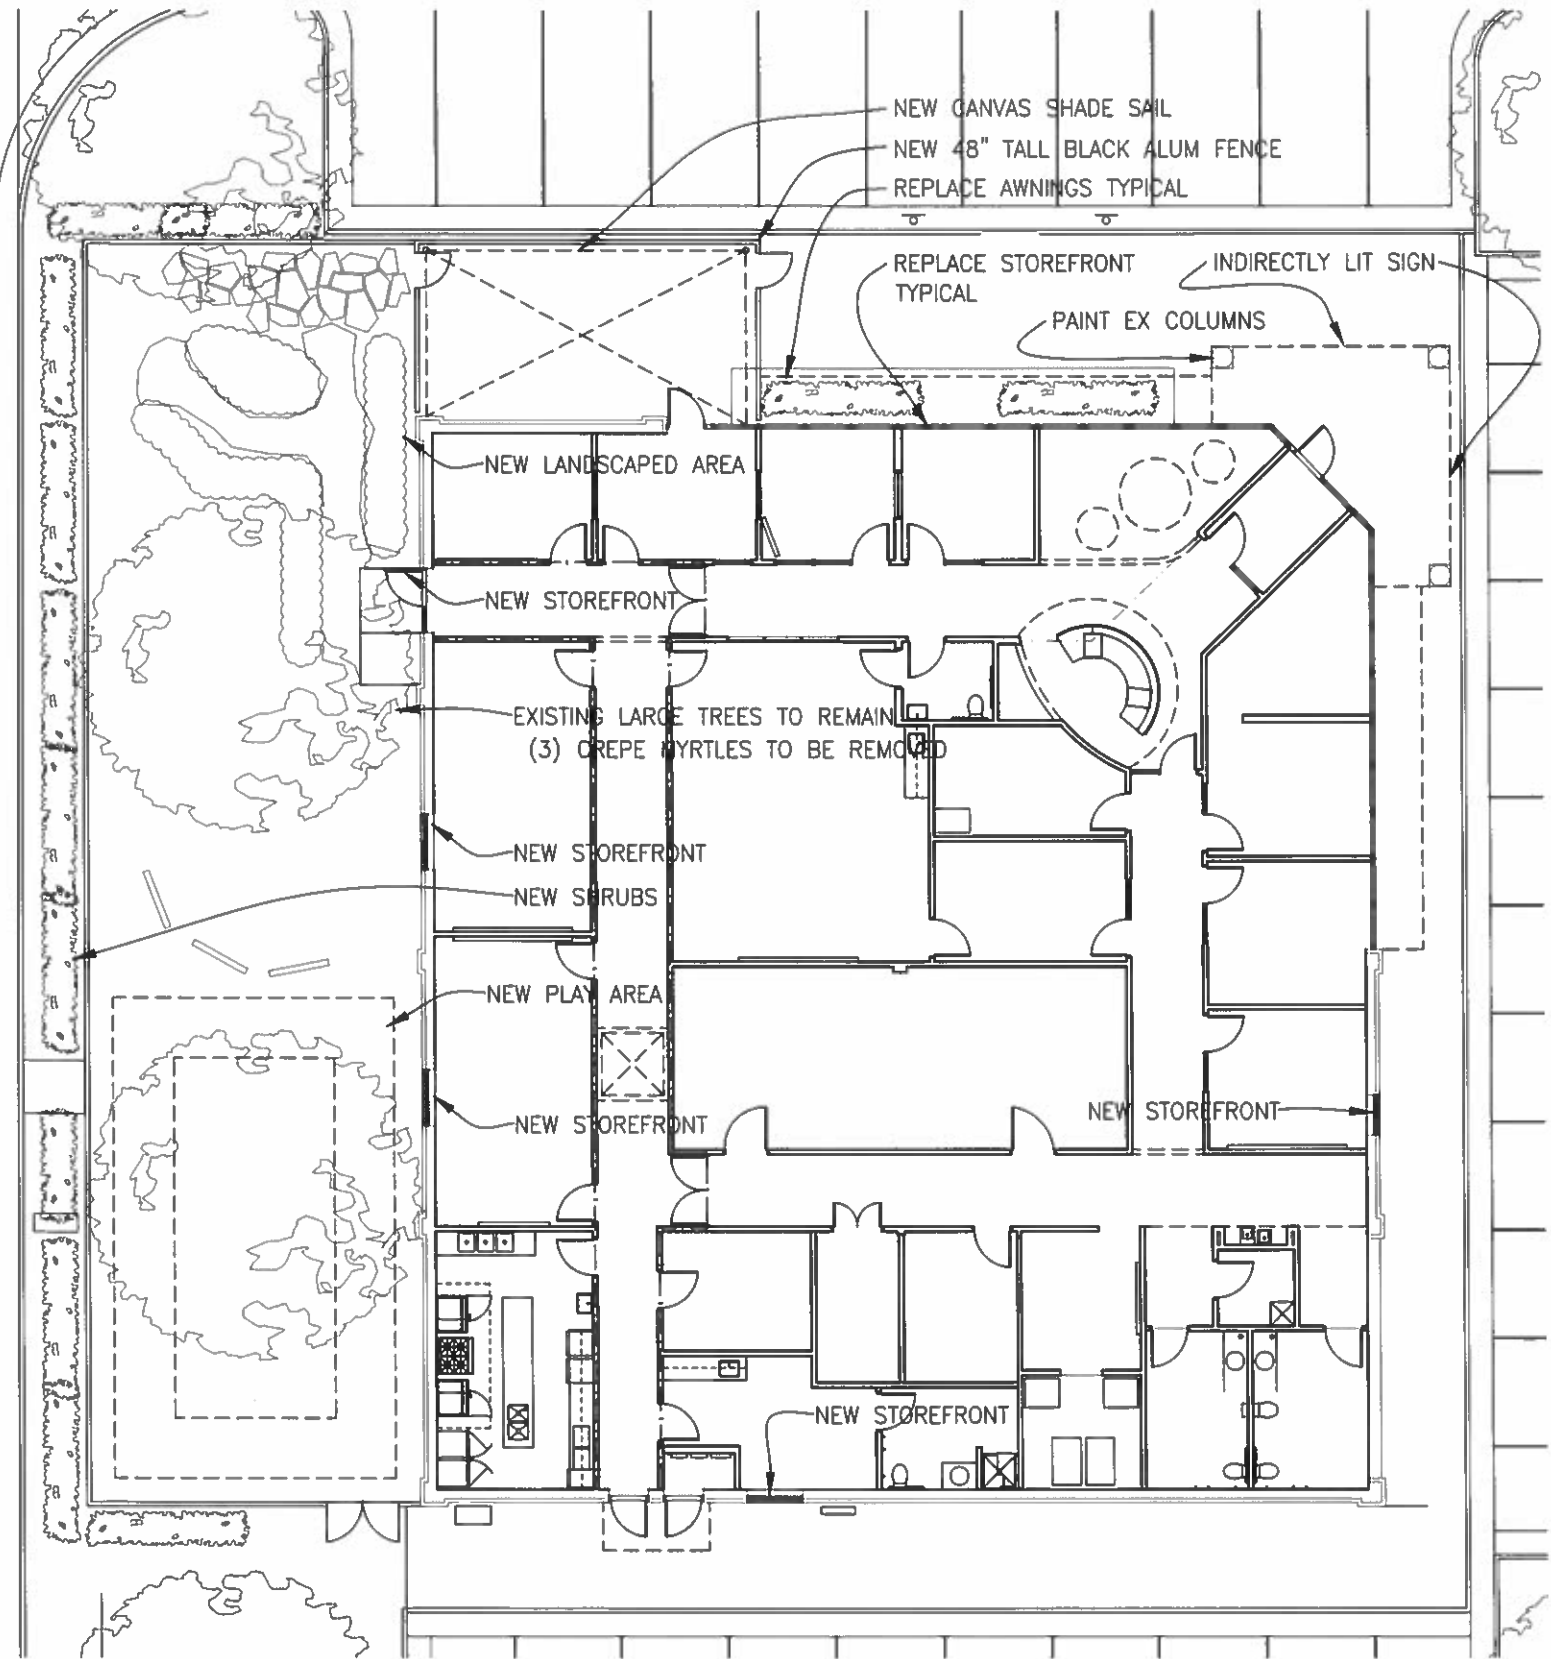 NEW CANVAS SHADE SAIL
NEW 48" TALL BLACK ALUM FENCE
REPLACE AWNINGS TYPICAL
REPLACE STOREFRONT
TYPICAL
INDIRECTLY LIT SIGN
PAINT EX COLUMNS
NEW LANDSCAPED AREA
NEW STOREFRONT
EXISTING LARGE TREES TO REMAIN
(3) CREPE MYRTLES TO BE REMOVED
NEW STOREFRONT
NEW SHRUBS
NEW PLAY AREA
NEW STOREFRONT
NEW STOREFRONT
NEW STOREFRONT